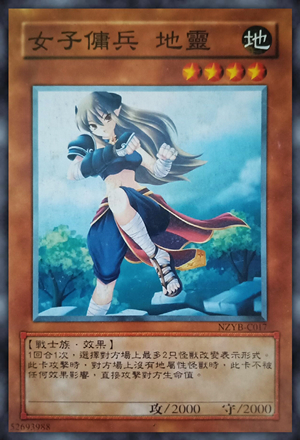 女子傭兵 地靈
地
NZYB-C017
【戰士族·效果】
1回合1次，選擇對方場上最多2只怪獸改變表示形式。
此卡攻擊時，對方場上沒有地屬性怪獸時，此卡不被
任何效果影響，直接攻擊對方生命值。
攻/2000 守/2000
52693988